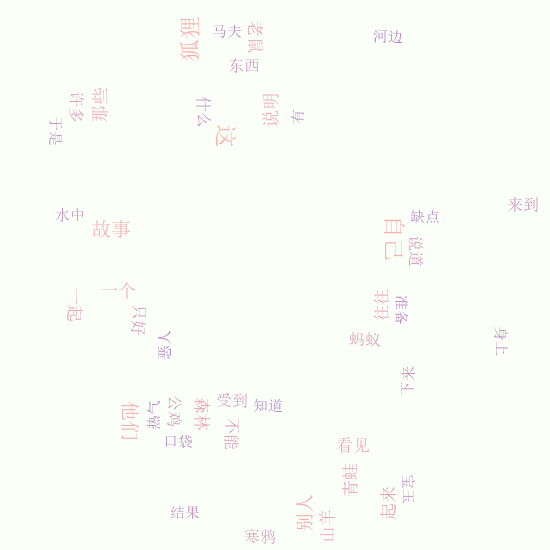 狐狸
马夫
老鼠
河边
东西
许多
那些
什么
说明
有
于是
这
来到
水中
缺点
故事
自己
说道
一个
一起
只好
往往
准备
蚂蚁
身上
恶人
下来
受到
知道
他们
热气
公鸡
森林
不能
口袋
看见
青蛙
宝玉
起来
结果
别人
山羊
寒鸦